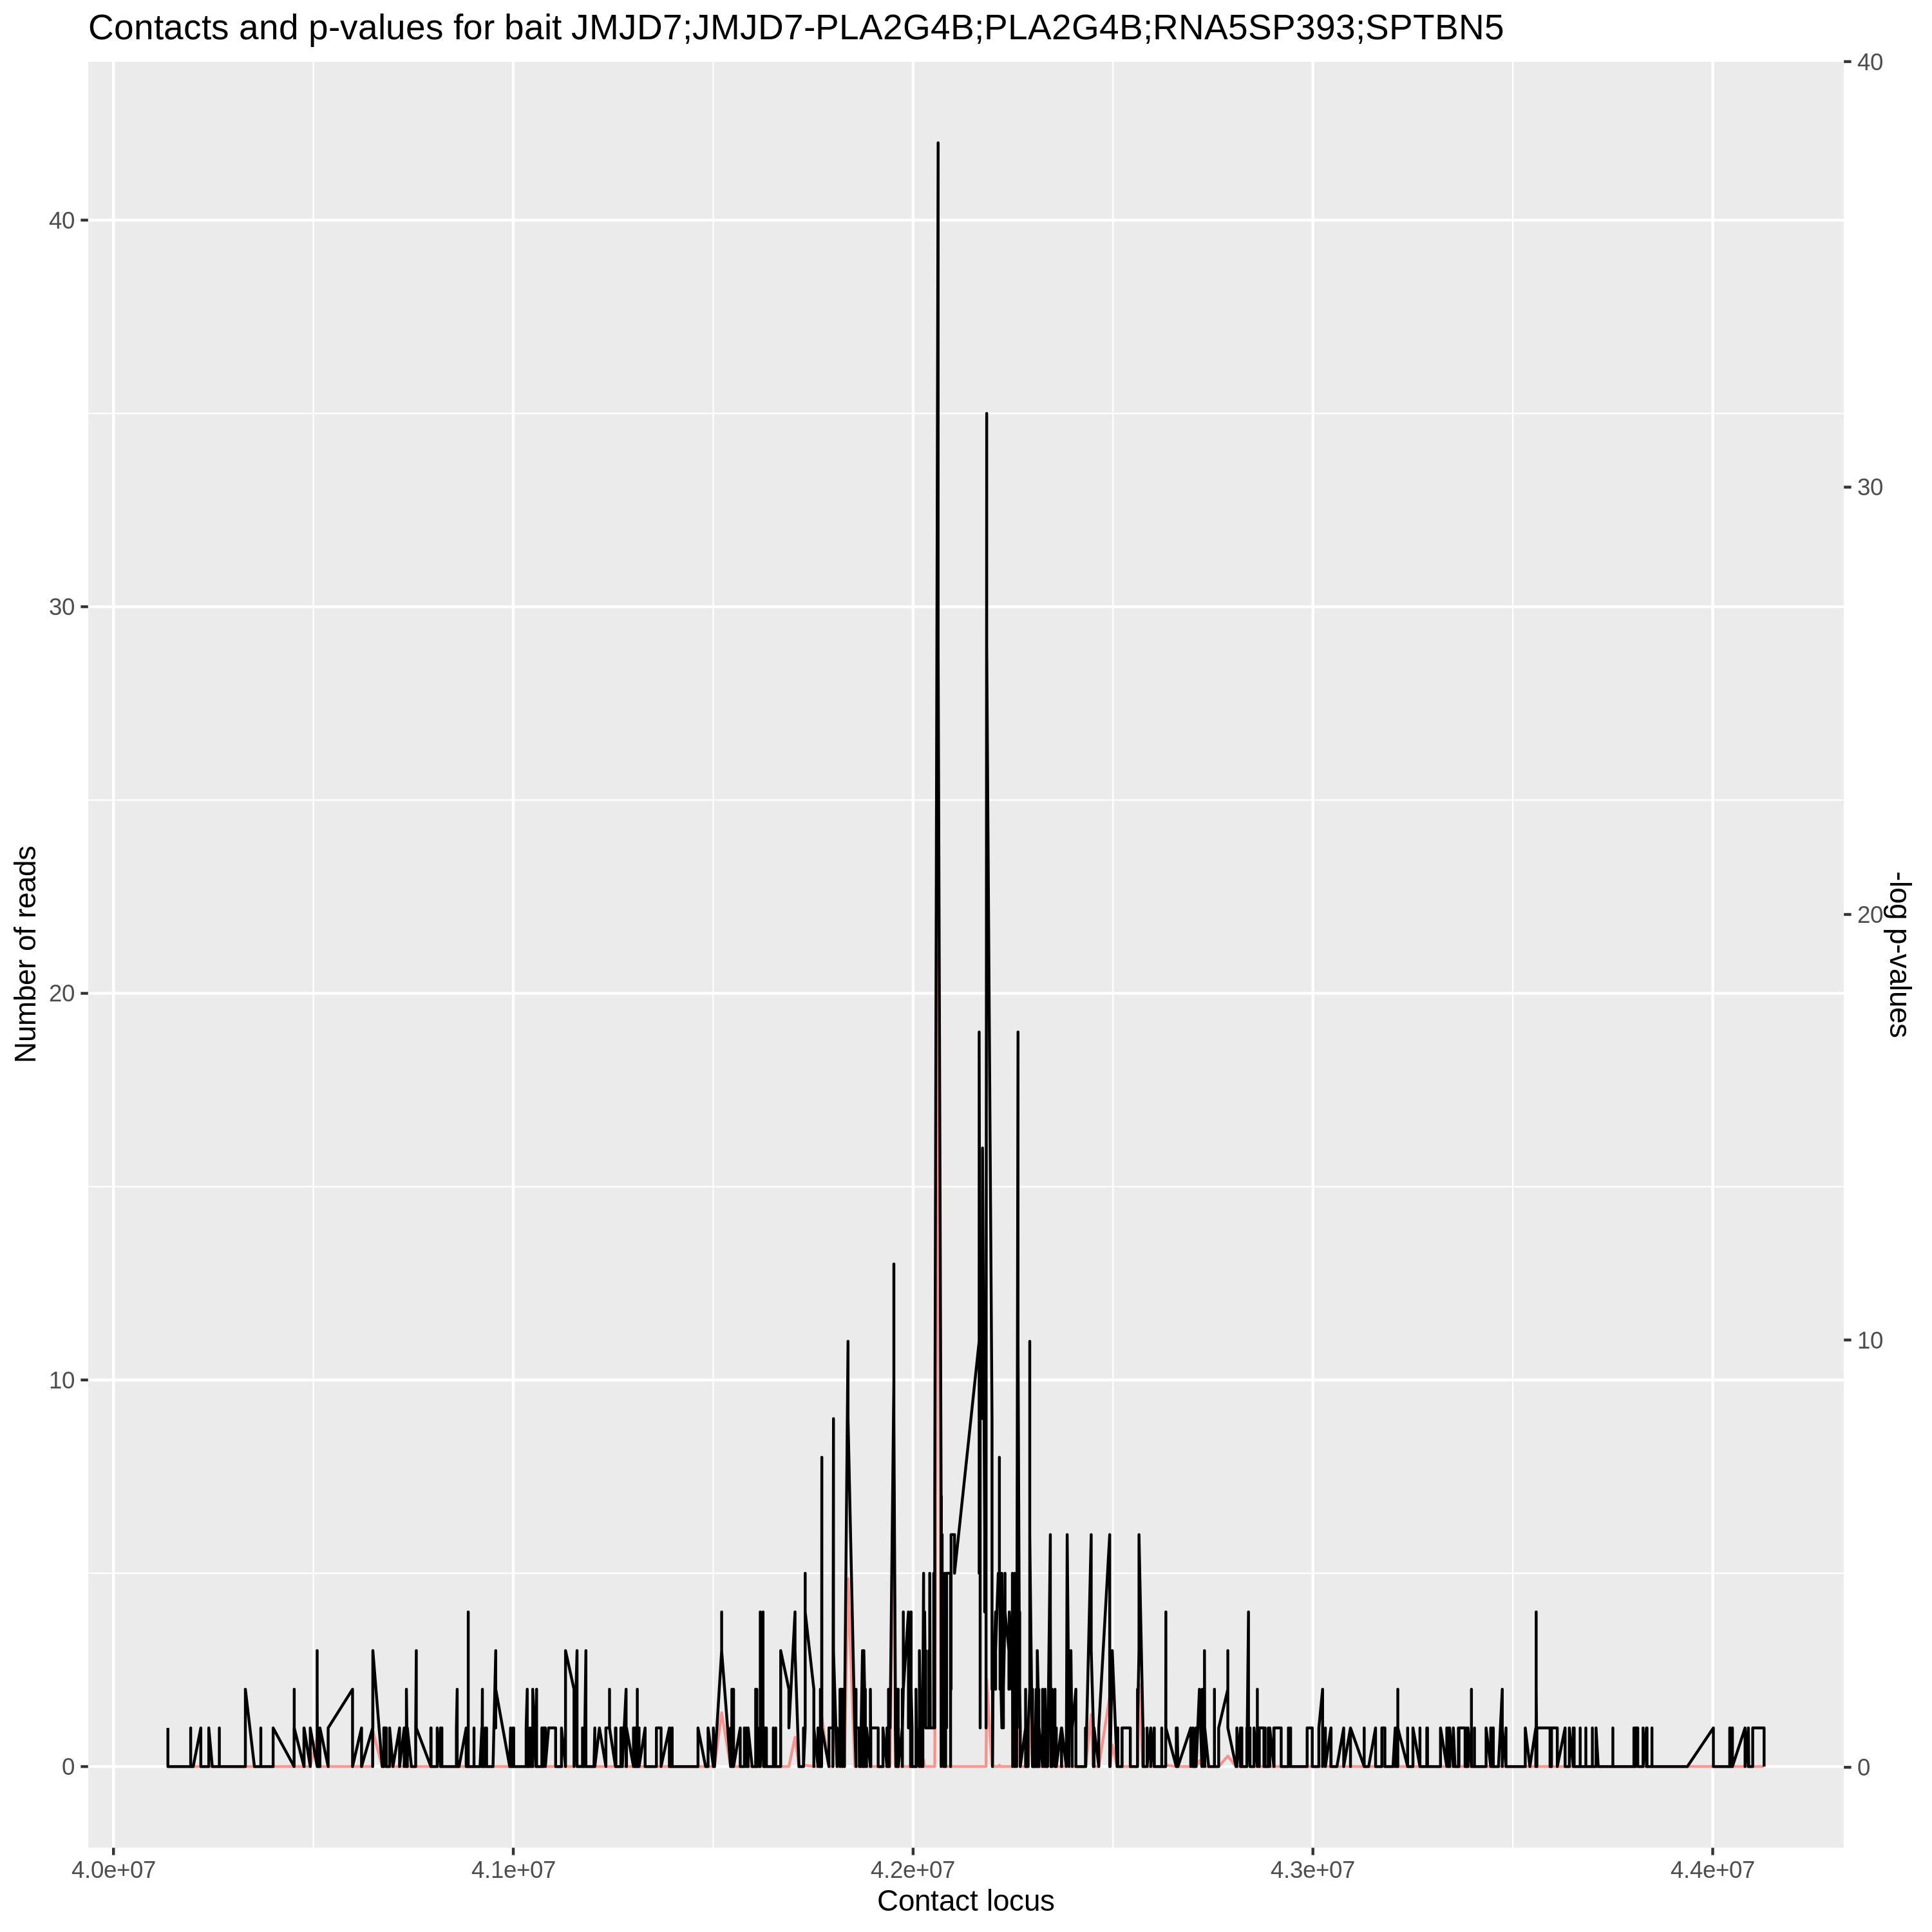 Contacts and p-values for bait JMJD7;JMJD7-PLA2G4B;PLA2G4B;RNA5SP393;SPTBN5
40
30
20
10
0
Number of reads
40
30
20
10
0
-log p-values
4.0e+07 4.1e+07 4.2e+07 4.3e+07 4.4e+07
Contact locus